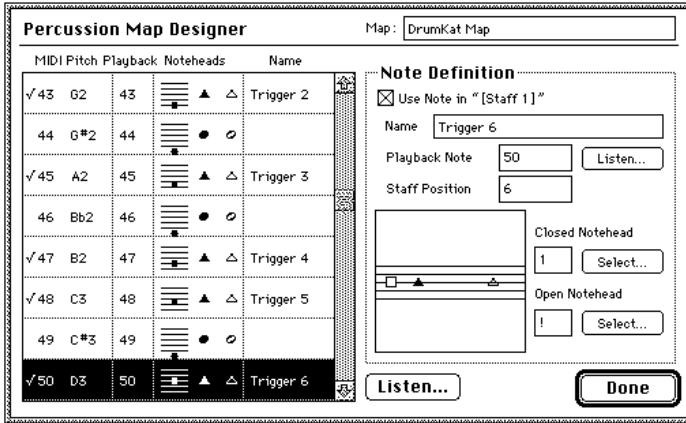 Percussion Map Designer
Map: DrumKat Map
MIDI Pitch Playback Noteheads Name
√43 G2 43 Trigger 2
44 G#2 44
√45 A2 45 Trigger 3
46 Bb2 46
√47 B2 47 Trigger 4
√48 C3 48 Trigger 5
49 C#3 49
√50 D3 50 Trigger 6
Note Definition
Use Note in "[Staff 1]"
Name Trigger 6
Playback Note 50 Listen...
Staff Position 6
Closed Notehead
1 Select...
Open Notehead
! Select...
Listen... Done